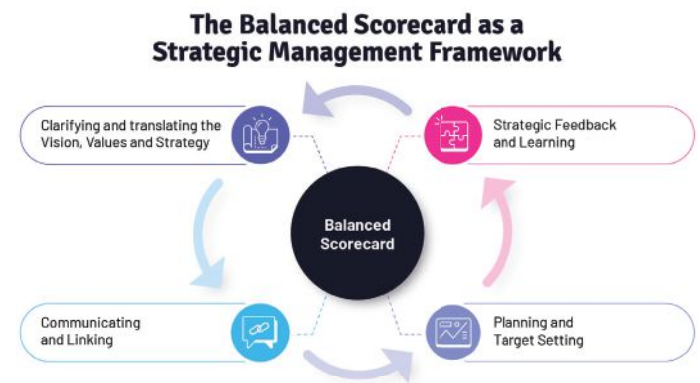 The Balanced Scorecard as a
Strategic Management Framework
Clarifying and translating the
Vision, Values and Strategy
Strategic Feedback
and Learning
Balanced
Scorecard
Communicating
and Linking
Planning and
Target Setting